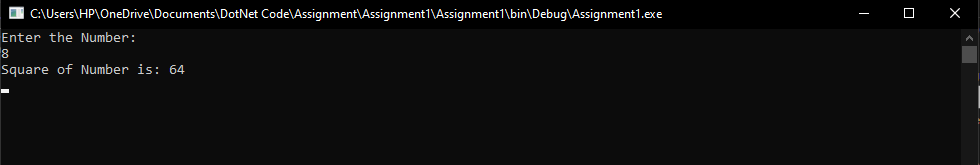 C:\Users\HP\OneDrive\Documents\DotNet Code\Assignment\Assignment1\Assignment1\bin\Debug\Assignment1.exe
Enter the Number:
8
Square of Number is: 64